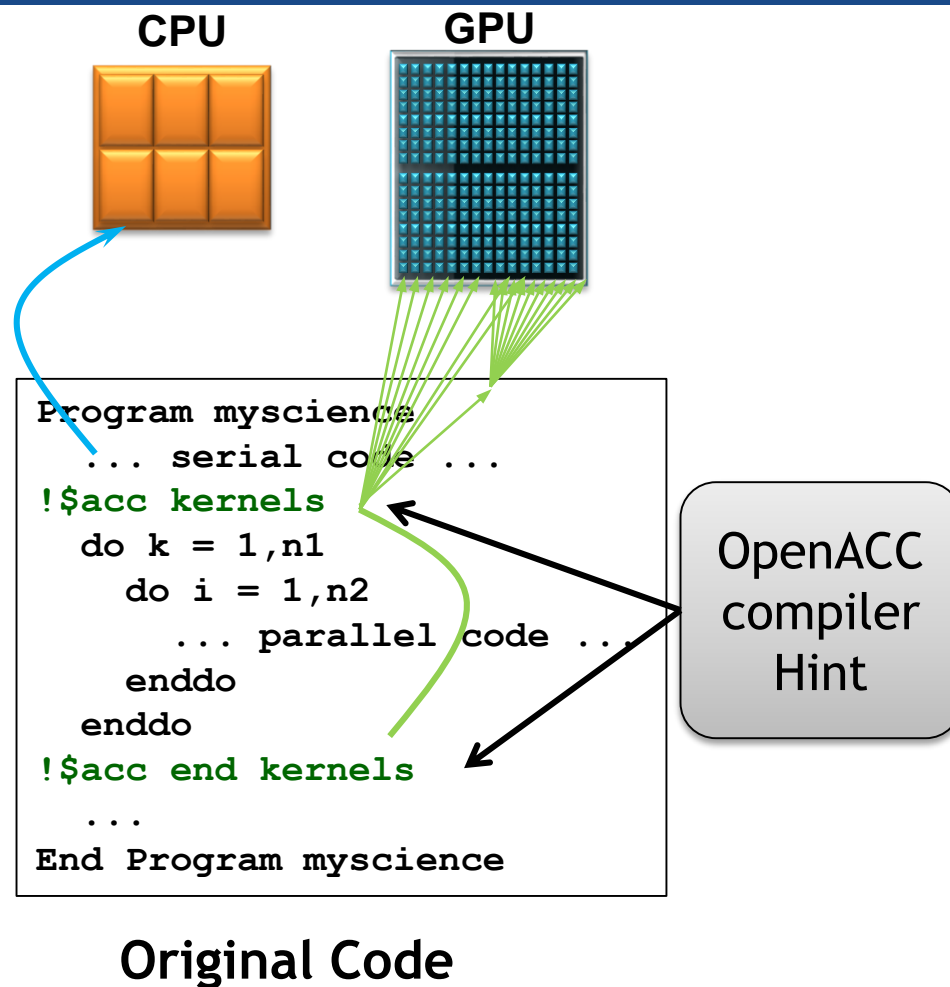 CPU
GPU
Program myscience
... serial code ...
!$acc kernels
do k = 1,n1
do i = 1,n2
... parallel code ...
enddo
enddo
!$acc end kernels
...
End Program myscience
OpenACC
compiler
Hint
Original Code